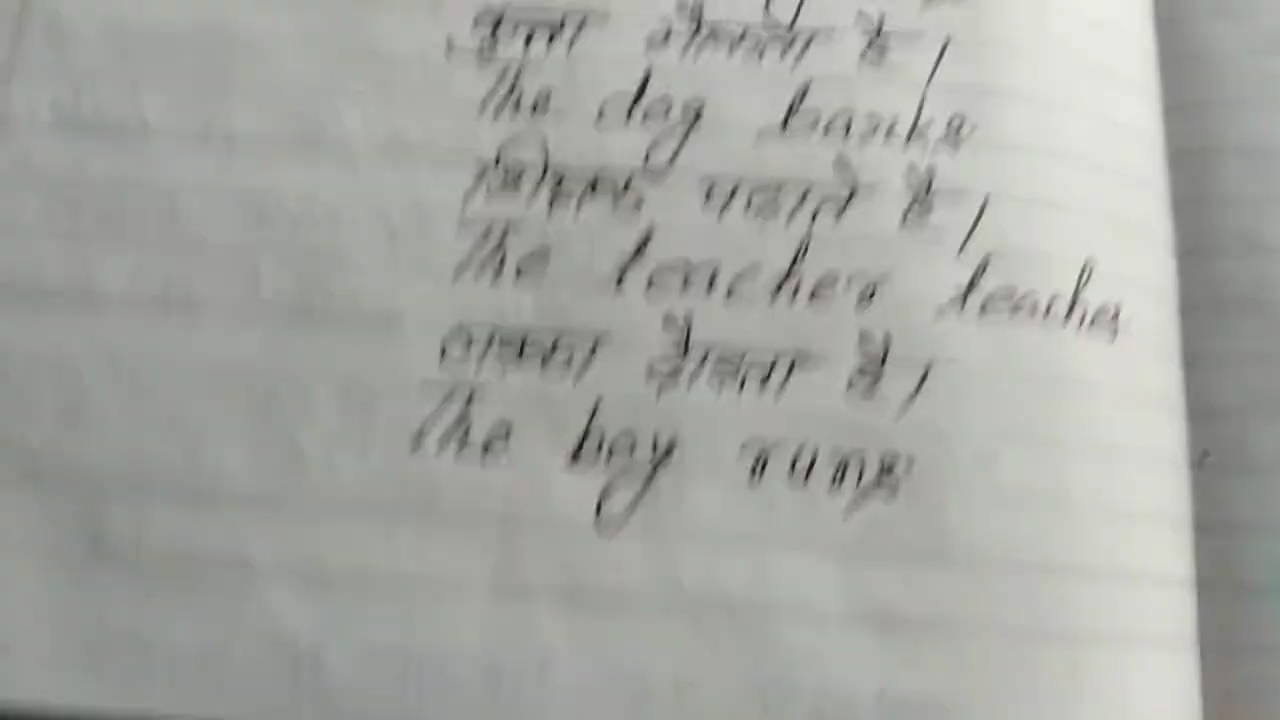 कुत्ता भौंकता है।
The dog barks
शिक्षक पढाते है।
The teacher teaches
लड़का दौड़ता है।
The boy runs